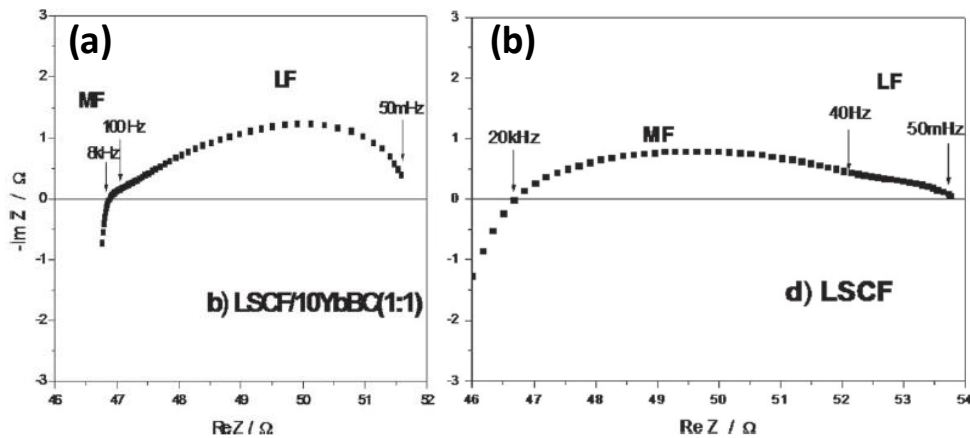 (a)
(b)
3
2
1
0
-1
-2
-3
-Im Z / Ω
MF
LF
8kHz
100Hz
50mHz
b) LSCF/10YbBC(1:1)
47 48 49 50 51 52
ReZ / Ω
3
2
1
0
-1
-2
-3
LF
20kHz
MF
40Hz
50mHz
d) LSCF
46 47 48 49 50 51 52 53 54
Re Z / Ω